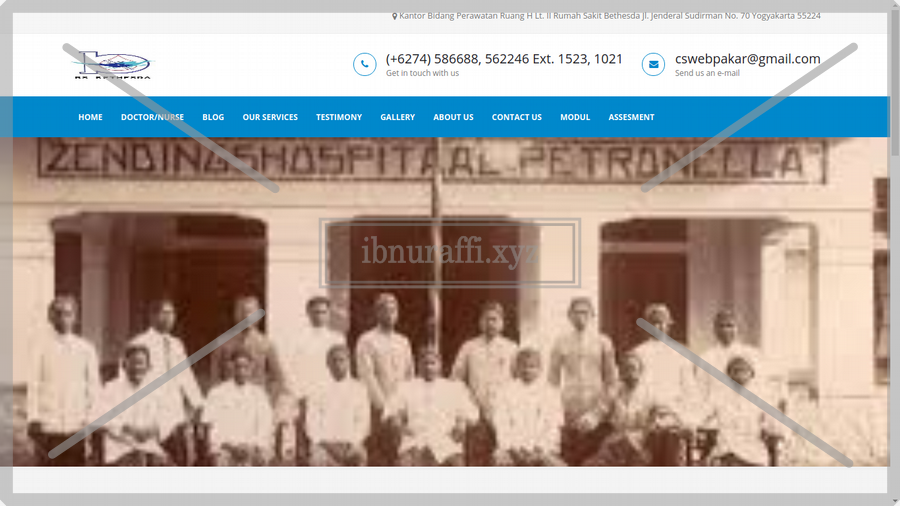 Kantor Bidang Perawatan Ruang H Lt. II Rumah Sakit Bethesda Jl. Jenderal Sudirman No. 70 Yogyakarta 55224
(+6274) 586688, 562246 Ext. 1523, 1021
Get in touch with us
cswebpakar@gmail.com
Send us an e-mail
HOME DOCTOR/NURSE BLOG OUR SERVICES TESTIMONY GALLERY ABOUT US CONTACT US MODUL ASSESMENT
ZENDINGSHOSPITAAL "PETRONELLA"
ibnuraffi.xyz